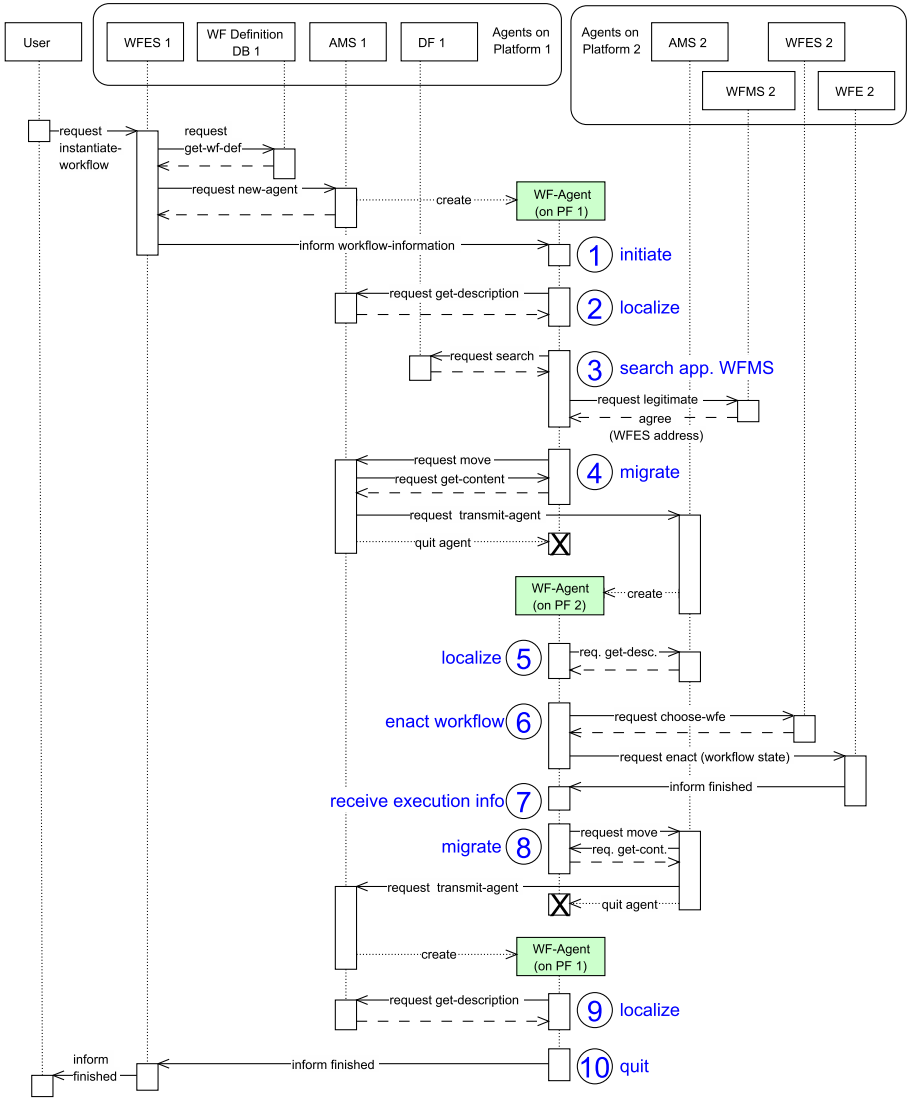 User
WFES 1
WF Definition
DB 1
AMS 1
DF 1
Agents on
Platform 1
Agents on
Platform 2
AMS 2
WFES 2
WFMS 2
WFE 2
request
instantiate-
workflow
request
get-wf-def
request new-agent
create
WF-Agent
(on PF 1)
inform workflow-information
1 initiate
request get-description
2 localize
request search
3 search app. WFMS
request legitimate
agree
(WFES address)
request move
4 migrate
request get-content
request transmit-agent
quit agent
X
WF-Agent
(on PF 2)
create
localize 5
req. get-desc.
enact workflow 6
request choose-wfe
request enact (workflow state)
inform finished
receive execution info 7
migrate 8
request move
req. get-cont.
request transmit-agent
X
quit agent
create
WF-Agent
(on PF 1)
request get-description
9 localize
inform
finished
inform finished
10 quit